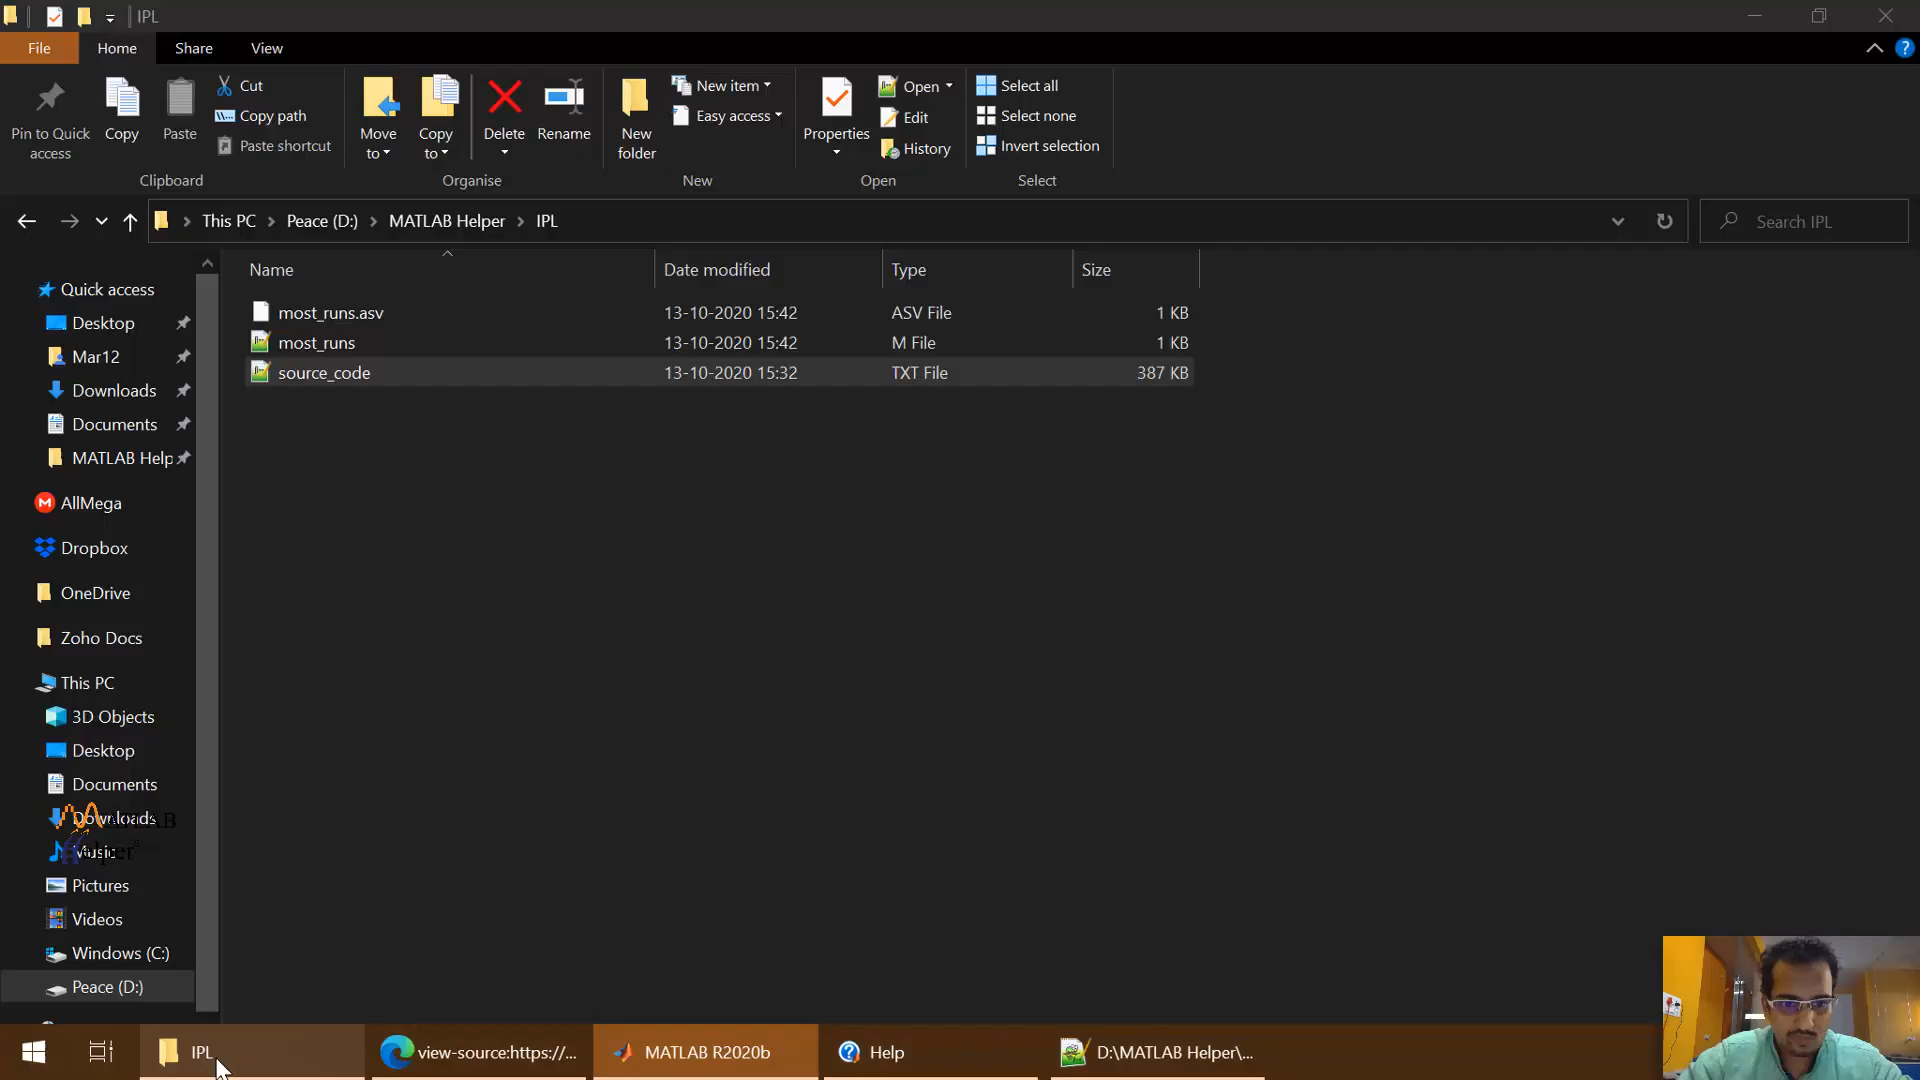 IPL
File
Home
Share
View
Pin to Quick
access
Copy
Paste
Cut
Copy path
Paste shortcut
Clipboard
Move
to
Copy
to
Delete
Rename
Organise
New
folder
New item
Easy access
New
Properties
Open
Edit
History
Open
Select all
Select none
Invert selection
Select
This PC
Peace (D:)
MATLAB Helper
IPL
Search IPL
Name
Date modified
Type
Size
most_runs.asv 13-10-2020 15:42 ASV File 1 KB
most_runs 13-10-2020 15:42 M File 1 KB
source_code 13-10-2020 15:32 TXT File 387 KB
Quick access
Desktop
Mar12
Downloads
Documents
MATLAB Help
AllMega
Dropbox
OneDrive
Zoho Docs
This PC
3D Objects
Desktop
Documents
Downloads
Music
Pictures
Videos
Windows (C:)
Peace (D:)
IPL
view-source:https://...
MATLAB R2020b
Help
D:\MATLAB Helper\...